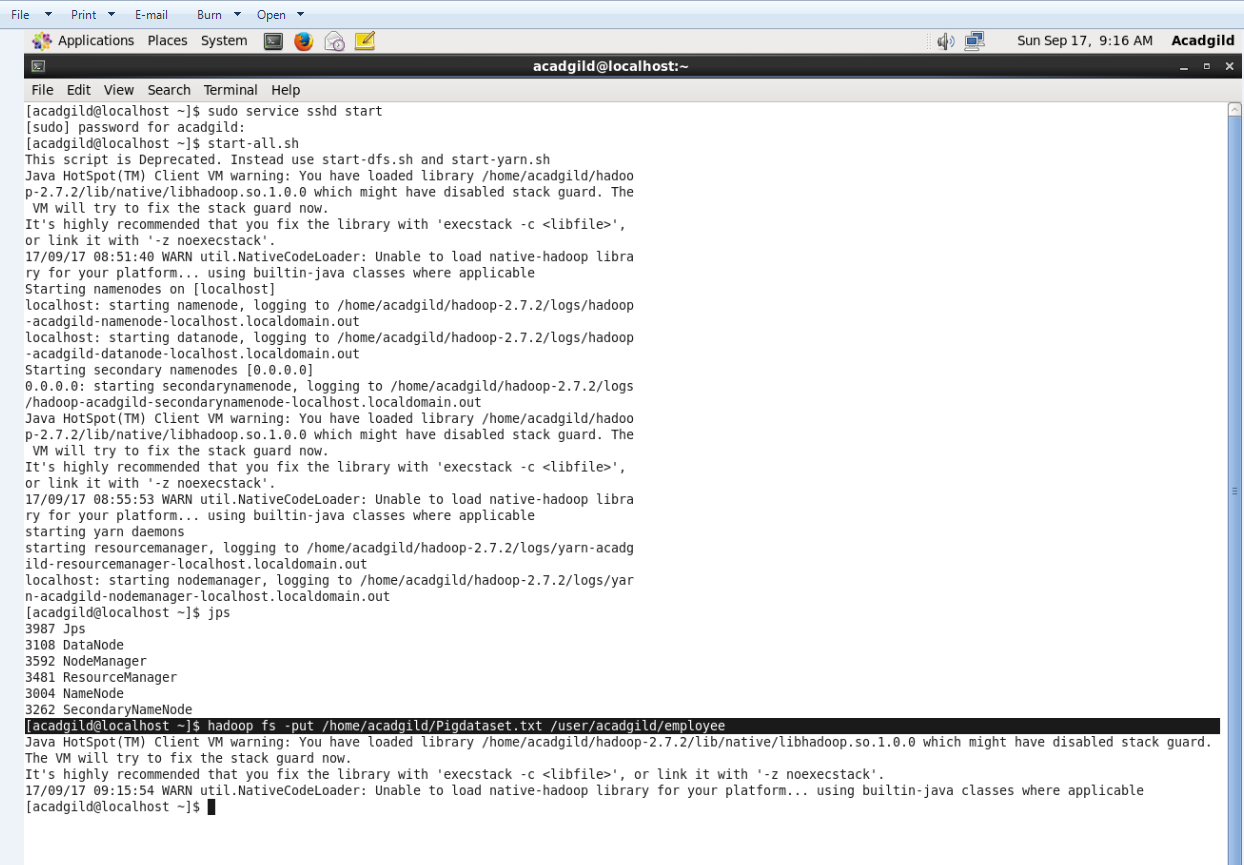 File Print E-mail Burn Open
Applications Places System Sun Sep 17, 9:16 AM Acadgild
acadgild@localhost:~
File Edit View Search Terminal Help
[acadgild@localhost ~]$ sudo service sshd start
[sudo] password for acadgild:
[acadgild@localhost ~]$ start-all.sh
This script is Deprecated. Instead use start-dfs.sh and start-yarn.sh
Java HotSpot(TM) Client VM warning: You have loaded library /home/acadgild/hadoo
p-2.7.2/lib/native/libhadoop.so.1.0.0 which might have disabled stack guard. The
 VM will try to fix the stack guard now.
It's highly recommended that you fix the library with 'execstack -c <libfile>',
or link it with '-z noexecstack'.
17/09/17 08:51:40 WARN util.NativeCodeLoader: Unable to load native-hadoop libra
ry for your platform... using builtin-java classes where applicable
Starting namenodes on [localhost]
localhost: starting namenode, logging to /home/acadgild/hadoop-2.7.2/logs/hadoop
-acadgild-namenode-localhost.localdomain.out
localhost: starting datanode, logging to /home/acadgild/hadoop-2.7.2/logs/hadoop
-acadgild-datanode-localhost.localdomain.out
Starting secondary namenodes [0.0.0.0]
0.0.0.0: starting secondarynamenode, logging to /home/acadgild/hadoop-2.7.2/logs
/hadoop-acadgild-secondarynamenode-localhost.localdomain.out
Java HotSpot(TM) Client VM warning: You have loaded library /home/acadgild/hadoo
p-2.7.2/lib/native/libhadoop.so.1.0.0 which might have disabled stack guard. The
 VM will try to fix the stack guard now.
It's highly recommended that you fix the library with 'execstack -c <libfile>',
or link it with '-z noexecstack'.
17/09/17 08:55:53 WARN util.NativeCodeLoader: Unable to load native-hadoop libra
ry for your platform... using builtin-java classes where applicable
starting yarn daemons
starting resourcemanager, logging to /home/acadgild/hadoop-2.7.2/logs/yarn-acadg
ild-resourcemanager-localhost.localdomain.out
localhost: starting nodemanager, logging to /home/acadgild/hadoop-2.7.2/logs/yar
n-acadgild-nodemanager-localhost.localdomain.out
[acadgild@localhost ~]$ jps
3987 Jps
3108 DataNode
3592 NodeManager
3481 ResourceManager
3004 NameNode
3262 SecondaryNameNode
[acadgild@localhost ~]$ hadoop fs -put /home/acadgild/Pigdataset.txt /user/acadgild/employee
Java HotSpot(TM) Client VM warning: You have loaded library /home/acadgild/hadoop-2.7.2/lib/native/libhadoop.so.1.0.0 which might have disabled stack guard.
The VM will try to fix the stack guard now.
It's highly recommended that you fix the library with 'execstack -c <libfile>', or link it with '-z noexecstack'.
17/09/17 09:15:54 WARN util.NativeCodeLoader: Unable to load native-hadoop library for your platform... using builtin-java classes where applicable
[acadgild@localhost ~]$